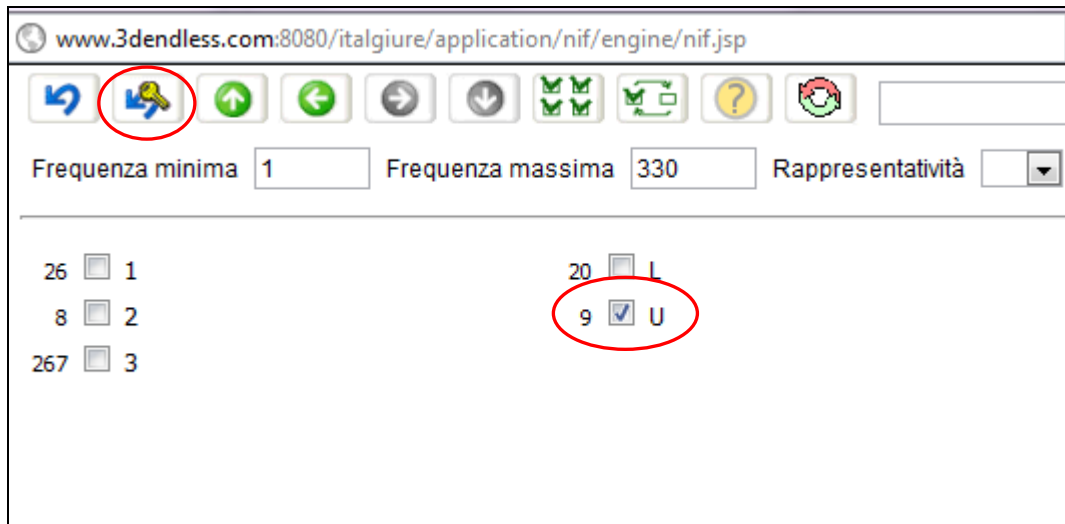 www.3dendless.com:8080/italgiure/application/nif/engine/nif.jsp
?
Frequenza minima 1 Frequenza massima 330 Rappresentatività
26 1 20 L
8 2 9 U
267 3